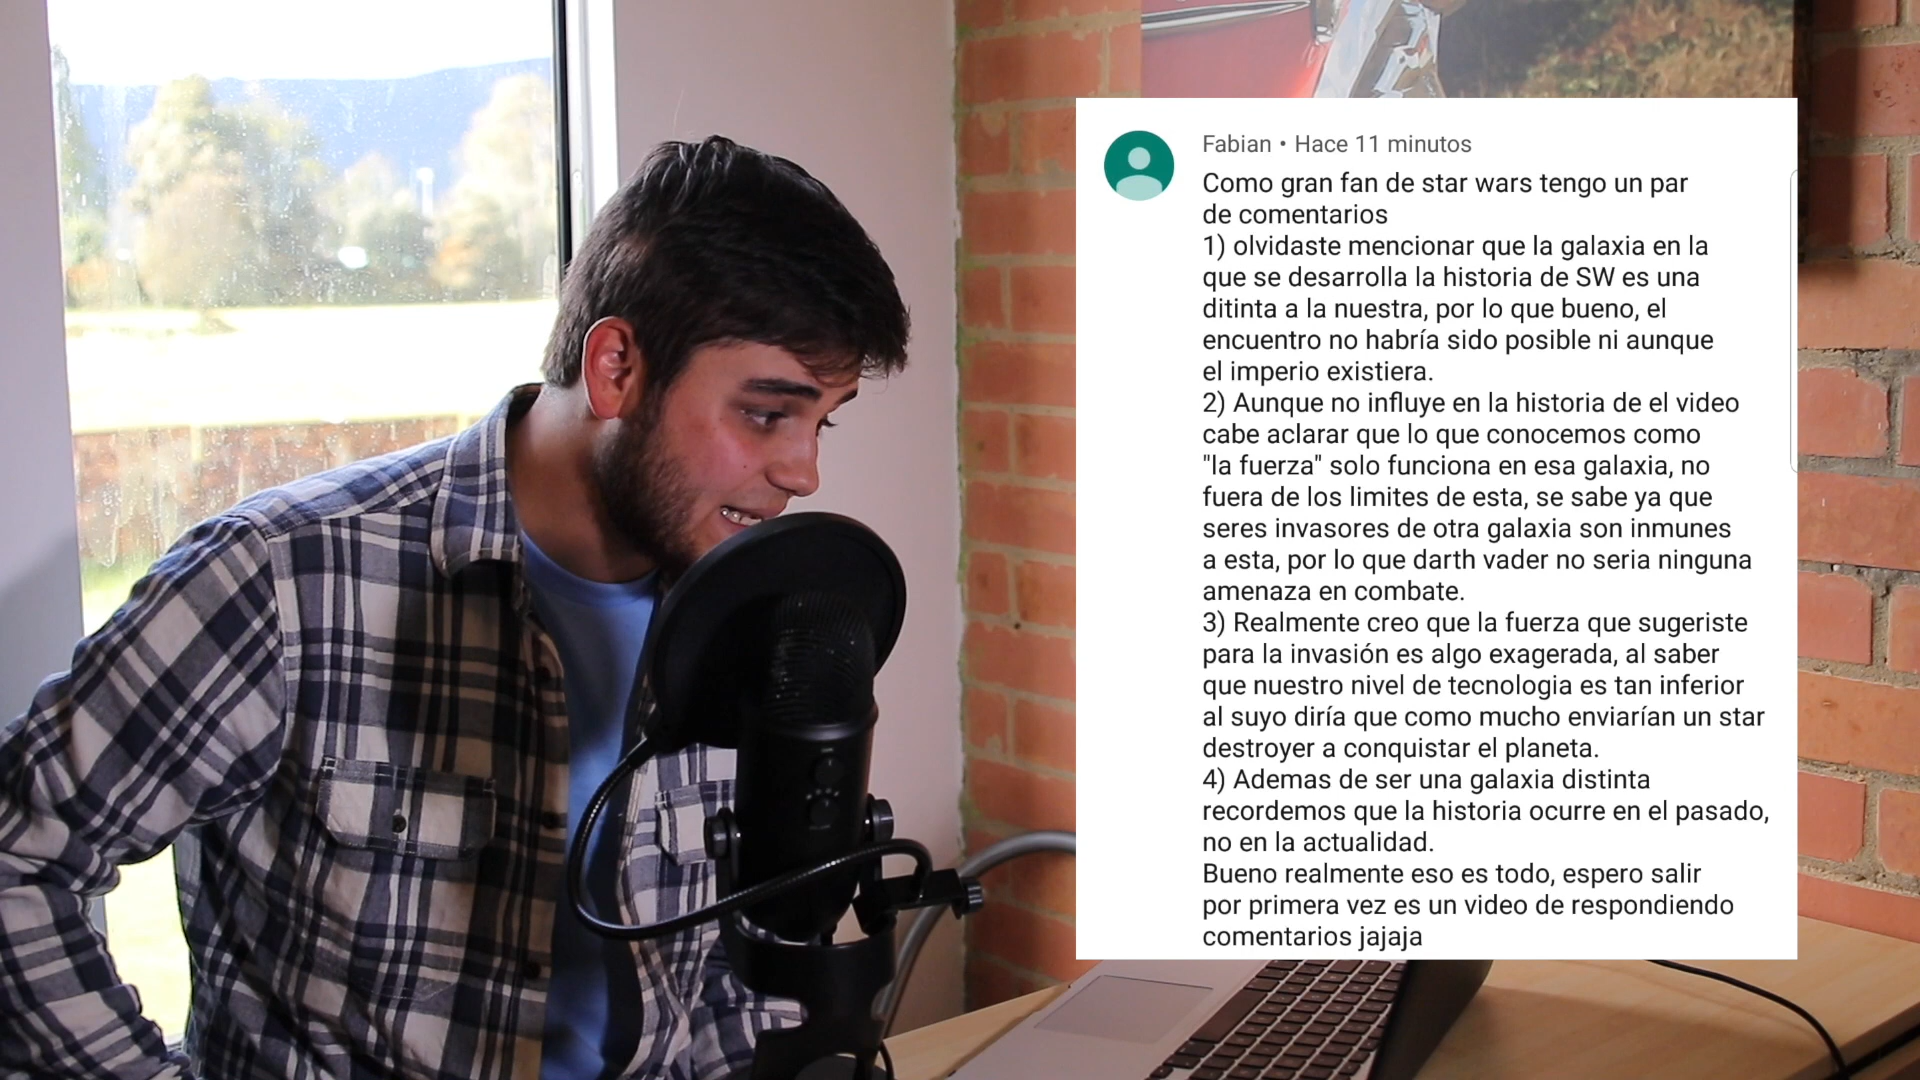 Fabian • Hace 11 minutos
Como gran fan de star wars tengo un par
de comentarios
1) olvidaste mencionar que la galaxia en la
que se desarrolla la historia de SW es una
ditinta a la nuestra, por lo que bueno, el
encuentro no habría sido posible ni aunque
el imperio existiera.
2) Aunque no influye en la historia de el video
cabe aclarar que lo que conocemos como
"la fuerza" solo funciona en esa galaxia, no
fuera de los limites de esta, se sabe ya que
seres invasores de otra galaxia son inmunes
a esta, por lo que darth vader no seria ninguna
amenaza en combate.
3) Realmente creo que la fuerza que sugeriste
para la invasión es algo exagerada, al saber
que nuestro nivel de tecnologia es tan inferior
al suyo diría que como mucho enviarían un star
destroyer a conquistar el planeta.
4) Ademas de ser una galaxia distinta
recordemos que la historia ocurre en el pasado,
no en la actualidad.
Bueno realmente eso es todo, espero salir
por primera vez es un video de respondiendo
comentarios jajaja